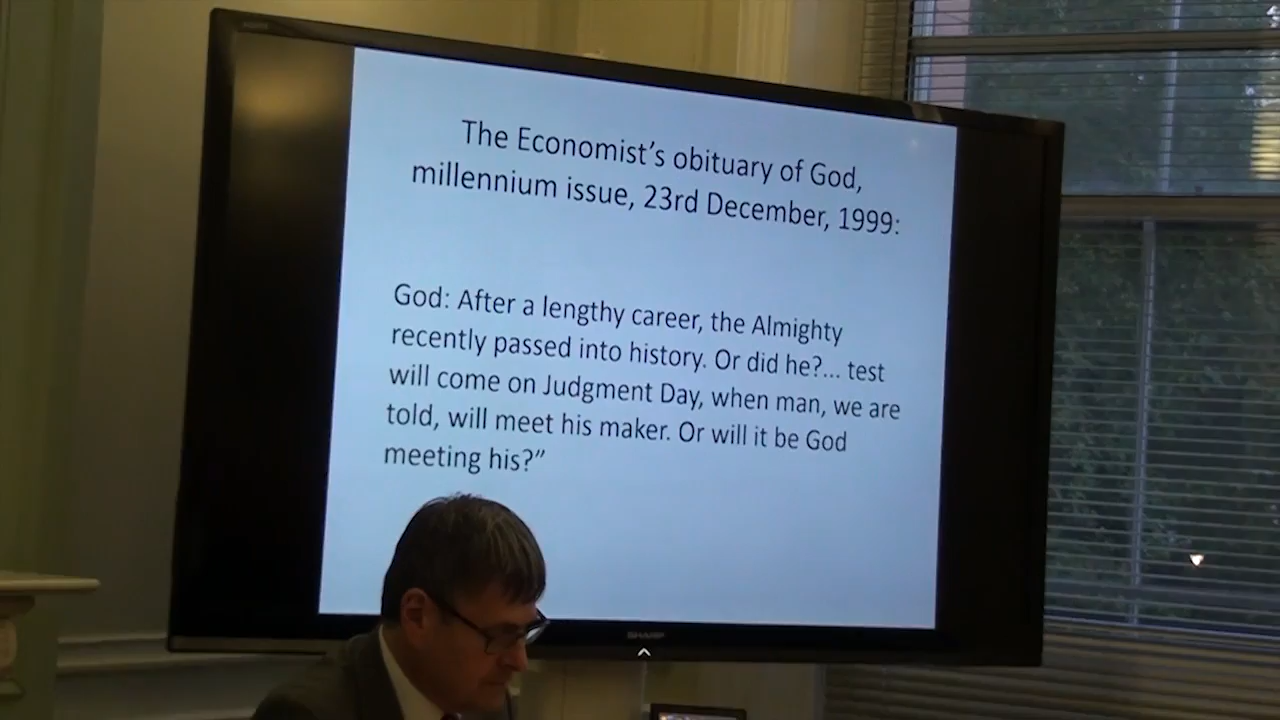 The Economist’s obituary of God,
millennium issue, 23rd December, 1999:
God: After a lengthy career, the Almighty
recently passed into history. Or did he?... test
will come on Judgment Day, when man, we are
told, will meet his maker. Or will it be God
meeting his?”
SHARP